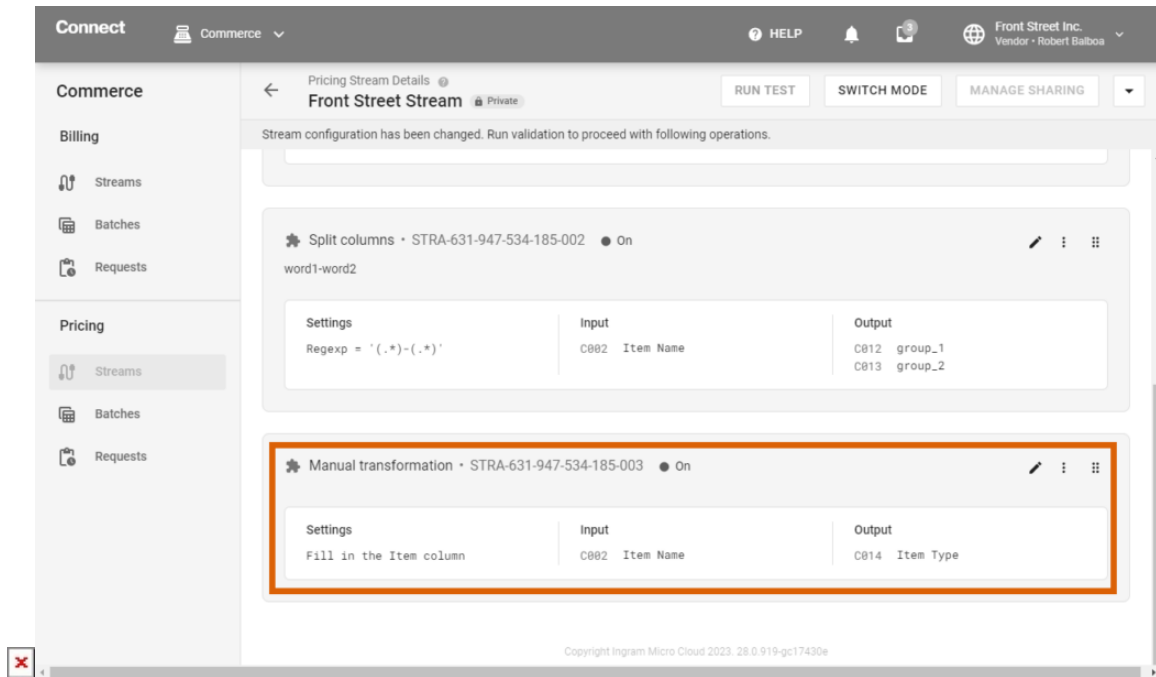 Connect
Commerce
HELP
3
Front Street Inc.
Vendor • Robert Balboa
Commerce
Billing
Streams
Batches
Requests
Pricing
Streams
Batches
Requests
Pricing Stream Details
Front Street Stream Private
RUN TEST
SWITCH MODE
MANAGE SHARING
Stream configuration has been changed. Run validation to proceed with following operations.
Split columns • STRA-631-947-534-185-002 On
word1-word2
Settings
Regexp = '(.*)-(.*)'
Input
C002 Item Name
Output
C012 group_1
C013 group_2
Manual transformation • STRA-631-947-534-185-003 On
Settings
Fill in the Item column
Input
C002 Item Name
Output
C014 Item Type
Copyright Ingram Micro Cloud 2023. 28.0.919-gc17430e